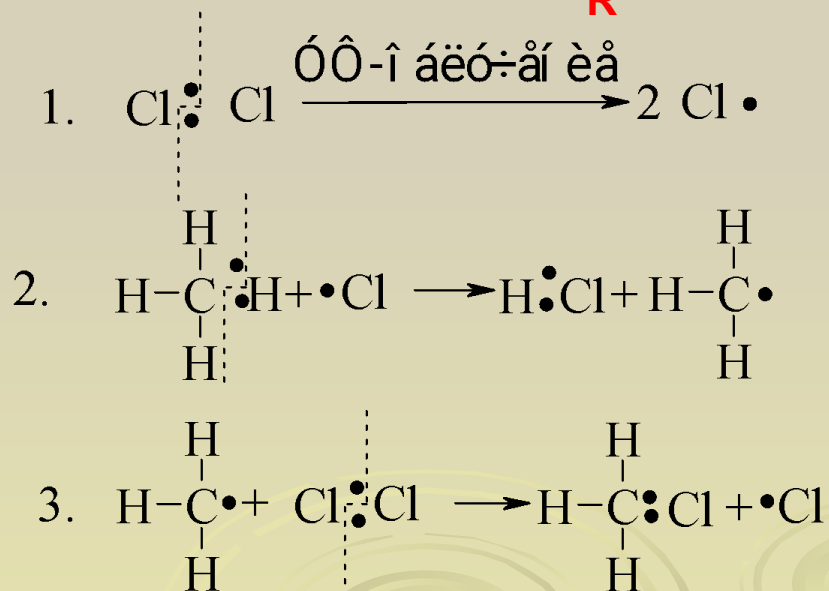 R
ÓÔ-î áëó÷åí èå
1. Cl : Cl → 2 Cl •
H
2. H–C : H + • Cl → H : Cl + H–C •
H
H
H
H
3. H–C • + Cl : Cl → H–C : Cl + • Cl
H
H
H